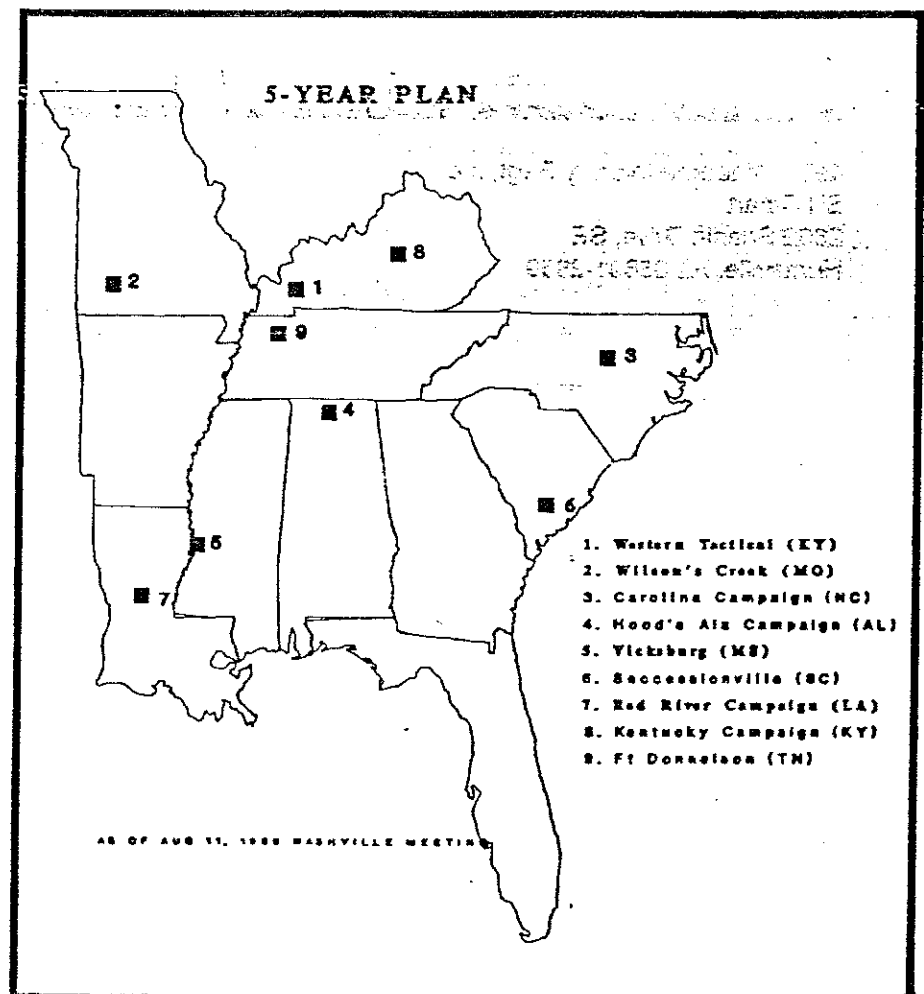 5-YEAR PLAN
8
2
1
9
3
4
6
5
7
1. Western Tactical (KY)
2. Wilson's Creek (MO)
3. Carolina Campaign (NC)
4. Hood's Ala Campaign (AL)
5. Vicksburg (MS)
6. Seccessionville (SC)
7. Red River Campaign (LA)
8. Kentucky Campaign (KY)
9. Ft Donnelson (TN)
AS OF AUG 11, NASHVILLE MEETING